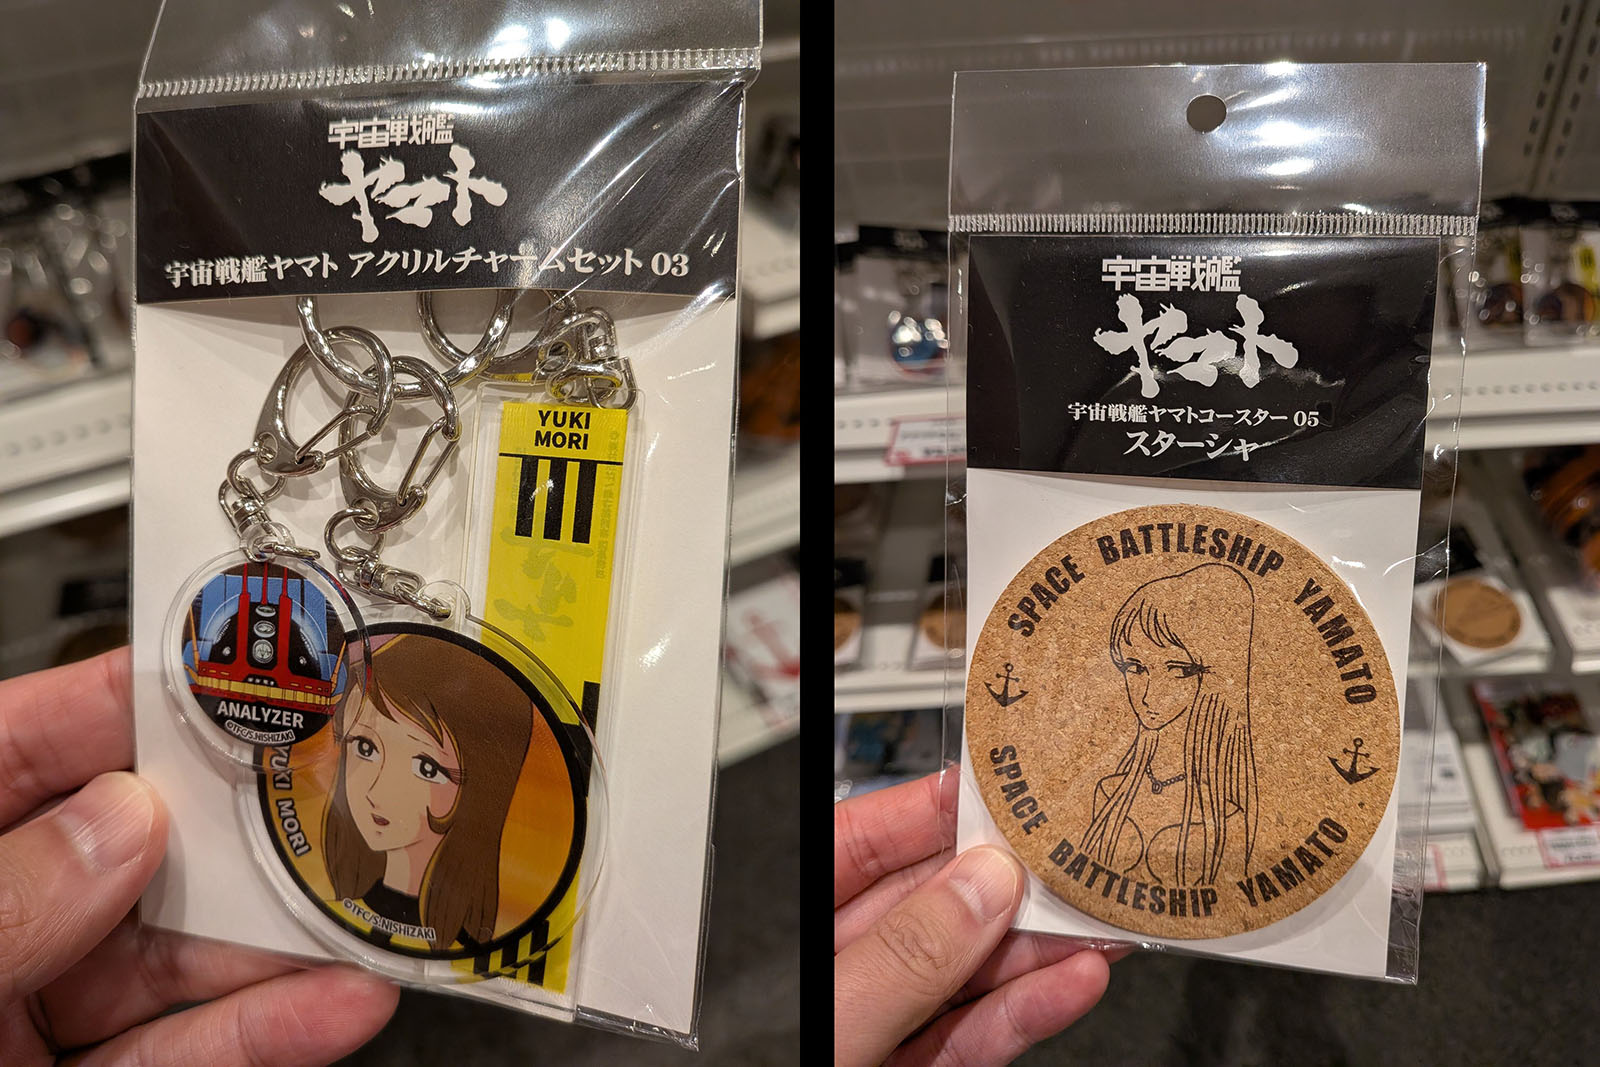 宇宙戦艦
ヤマト
宇宙戦艦ヤマト アクリルチャームセット 03
YUKI
MORI
ANALYZER
©TFC/S.NISHIZAKI
YUKI MORI
©TFC/S.NISHIZAKI
宇宙戦艦
ヤマト
宇宙戦艦ヤマトコースター 05
スターシャ
SPACE BATTLESHIP YAMATO
SPACE BATTLESHIP YAMATO